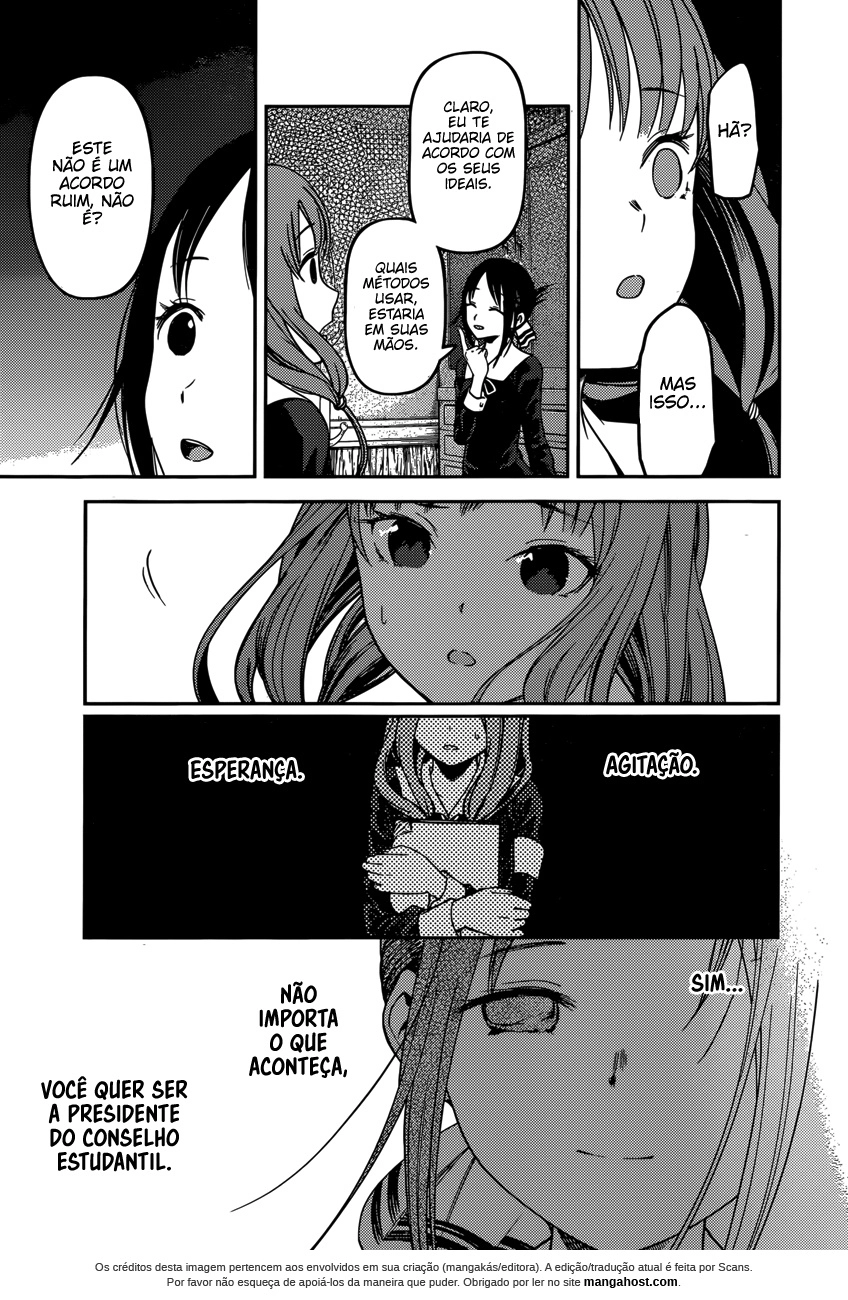 HÃ?
MAS
ISSO...
CLARO,
EU TE
AJUDARIA DE
ACORDO COM
OS SEUS
IDEAIS.
QUAIS
MÉTODOS
USAR,
ESTARIA
EM SUAS
MÃOS.
ESTE
NÃO É UM
ACORDO
RUIM, NÃO
É?
AGITAÇÃO.
ESPERANÇA.
SIM...
NÃO
IMPORTA
O QUE
ACONTEÇA,
VOCÊ QUER SER
A PRESIDENTE
DO CONSELHO
ESTUDANTIL.
Os créditos desta imagem pertencem aos envolvidos em sua criação (mangakás/editora). A edição/tradução atual é feita por Scans.
Por favor não esqueça de apoiá-los da maneira que puder. Obrigado por ler no site mangahost.com.